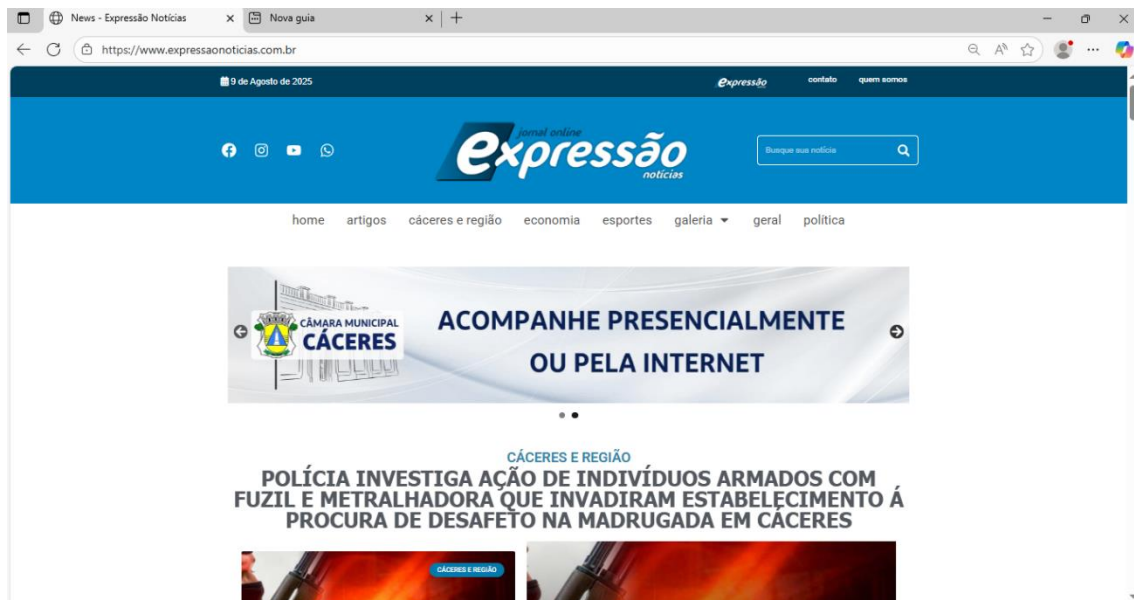 News - Expressão Notícias
Nova guia
https://www.expressaonoticias.com.br
9 de Agosto de 2025
expressão
contato
quem somos
jornal online
expressão
notícias
Busque sua notícia
home
artigos
cáceres e região
economia
esportes
galeria
geral
política
CÂMARA MUNICIPAL
CÁCERES
ACOMPANHE PRESENCIALMENTE
OU PELA INTERNET
CÁCERES E REGIÃO
POLÍCIA INVESTIGA AÇÃO DE INDIVÍDUOS ARMADOS COM
FUZIL E METRALHADORA QUE INVADIRAM ESTABELECIMENTO Á
PROCURA DE DESAFETO NA MADRUGADA EM CÁCERES
CÁCERES E REGIÃO